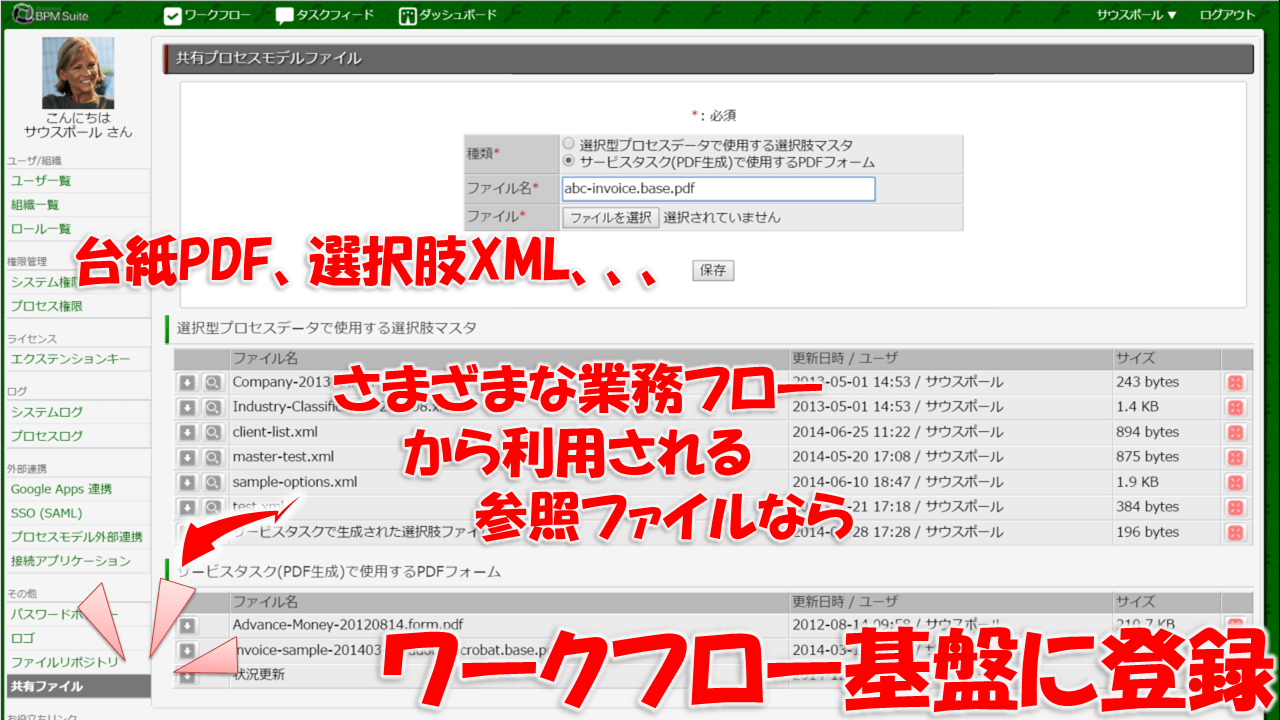 BPM Suite
ワークフロー
タスクフィード
ダッシュボード
サウスポール ▼
ログアウト
こんにちは
サウスポール さん
ユーザ/組織
ユーザ一覧
組織一覧
ロール一覧
権限管理
システム権
プロセス権限
ライセンス
エクステンションキー
ログ
システムログ
プロセスログ
外部連携
Google Apps 連携
SSO (SAML)
プロセスモデル外部連携
接続アプリケーション
その他
パスワードポ
ロゴ
ファイルリポジトリ
共有ファイル
お役立ちリンク
共有プロセスモデルファイル
*: 必須
種類*
選択型プロセスデータで使用する選択肢マスタ
サービスタスク(PDF生成)で使用するPDFフォーム
ファイル名*
abc-invoice.base.pdf
ファイル*
ファイルを選択 選択されていません
保存
台紙PDF、選択肢XML、、、
選択型プロセスデータで使用する選択肢マスタ
ファイル名 更新日時 / ユーザ サイズ
Company-2013 2013-05-01 14:53 / サウスポール 243 bytes
Industry-Classific 2013-05-01 14:53 / サウスポール 1.4 KB
client-list.xml 2014-06-25 11:22 / サウスポール 894 bytes
master-test.xml 2014-05-20 17:08 / サウスポール 875 bytes
sample-options.xml 2014-06-10 18:47 / サウスポール 1.9 KB
test.xml 21 17:18 / サウスポール 384 bytes
サービスタスクで生成された選択肢ファイ 28 17:28 / サウスポール 196 bytes
さまざまな業務フロー
から利用される
参照ファイルなら
サービスタスク(PDF生成)で使用するPDFフォーム
ファイル名 更新日時 / ユーザ サイズ
Advance-Money-20120814.form.pdf 2012-08-14 09:58 / サウスポール 210.7 KB
invoice-sample-201403 crobat.base.p 2014-03-1
状況更新
ワークフロー基盤に登録